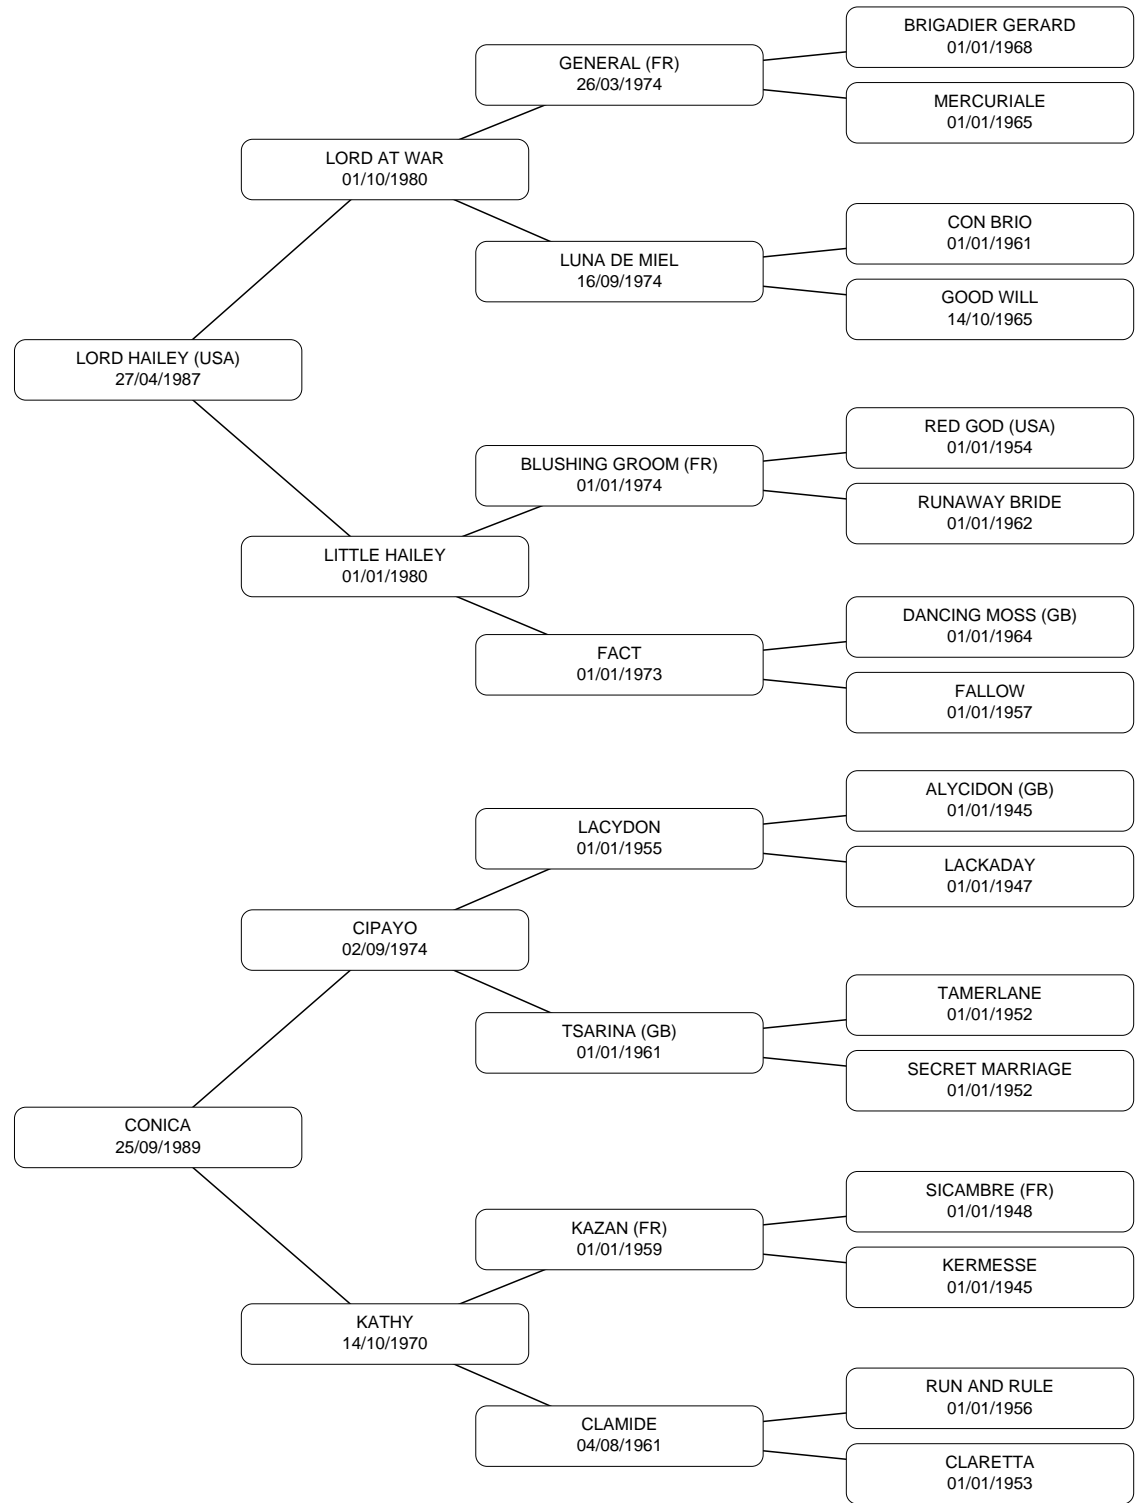 BRIGADIER GERARD
01/01/1968
GENERAL (FR)
26/03/1974
MERCURIALE
01/01/1965
LORD AT WAR
01/10/1980
CON BRIO
01/01/1961
LUNA DE MIEL
16/09/1974
GOOD WILL
14/10/1965
LORD HAILEY (USA)
27/04/1987
RED GOD (USA)
01/01/1954
BLUSHING GROOM (FR)
01/01/1974
RUNAWAY BRIDE
01/01/1962
LITTLE HAILEY
01/01/1980
DANCING MOSS (GB)
01/01/1964
FACT
01/01/1973
FALLOW
01/01/1957
ALYCIDON (GB)
01/01/1945
LACYDON
01/01/1955
LACKADAY
01/01/1947
CIPAYO
02/09/1974
TAMERLANE
01/01/1952
TSARINA (GB)
01/01/1961
SECRET MARRIAGE
01/01/1952
CONICA
25/09/1989
SICAMBRE (FR)
01/01/1948
KAZAN (FR)
01/01/1959
KERMESSE
01/01/1945
KATHY
14/10/1970
RUN AND RULE
01/01/1956
CLAMIDE
04/08/1961
CLARETTA
01/01/1953